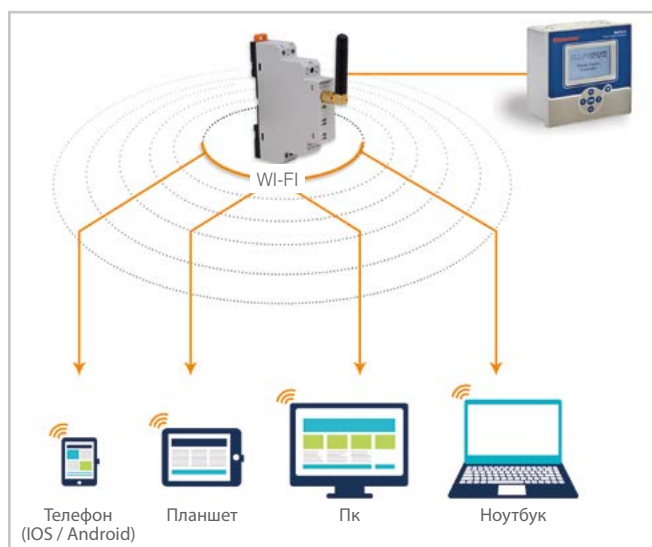 WI-FI
Телефон
(IOS / Android)
Планшет
Пк
Ноутбук